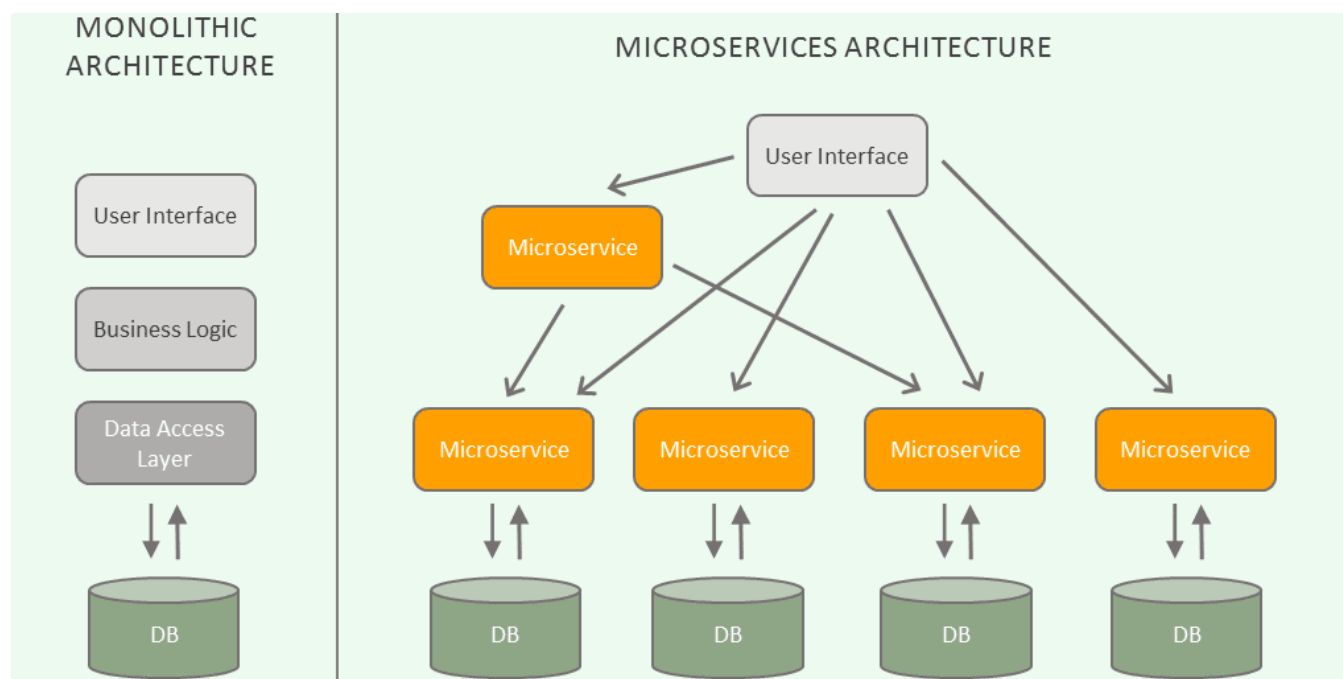 MONOLITHIC
ARCHITECTURE
User Interface
Business Logic
Data Access
Layer
DB
MICROSERVICES ARCHITECTURE
User Interface
Microservice
Microservice
Microservice
Microservice
Microservice
DB
DB
DB
DB